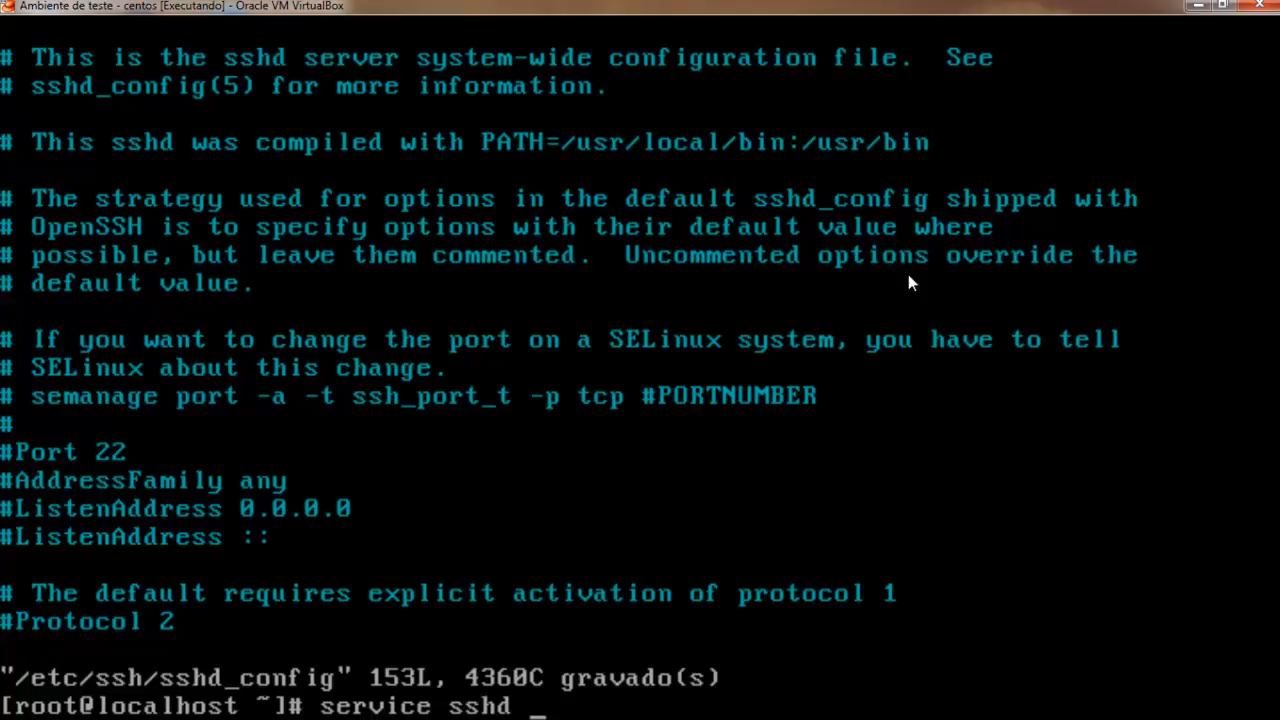 Ambiente de teste - centos [Executando] - Oracle VM VirtualBox
# This is the sshd server system-wide configuration file.  See
# sshd_config(5) for more information.
# This sshd was compiled with PATH=/usr/local/bin:/usr/bin
# The strategy used for options in the default sshd_config shipped with
# OpenSSH is to specify options with their default value where
# possible, but leave them commented.  Uncommented options override the
# default value.
# If you want to change the port on a SELinux system, you have to tell
# SELinux about this change.
# semanage port -a -t ssh_port_t -p tcp #PORTNUMBER
#
#Port 22
#AddressFamily any
#ListenAddress 0.0.0.0
#ListenAddress ::
# The default requires explicit activation of protocol 1
#Protocol 2
"/etc/ssh/sshd_config" 153L, 4360C gravado(s)
[root@localhost ~]# service sshd _